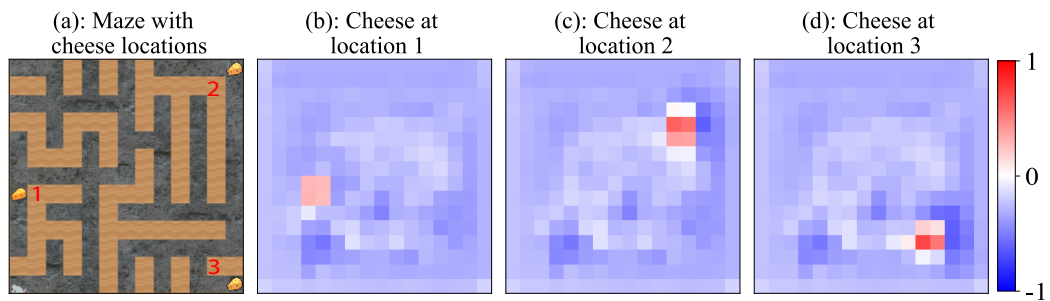 (a): Maze with
cheese locations
(b): Cheese at
location 1
(c): Cheese at
location 2
(d): Cheese at
location 3
2
1
3
1
0
-1